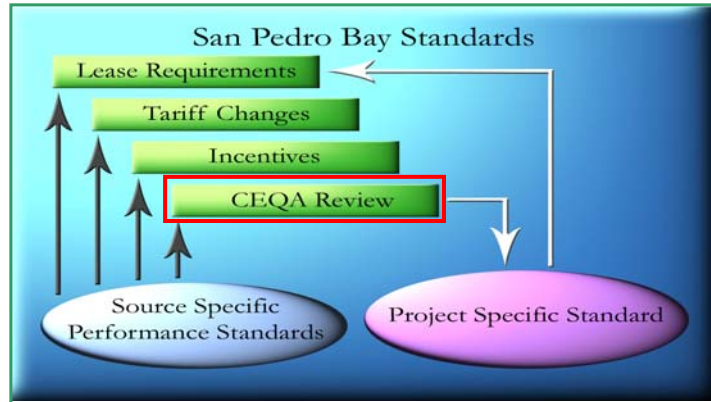 San Pedro Bay Standards
Lease Requirements
Tariff Changes
Incentives
CEQA Review
Source Specific
Performance Standards
Project Specific Standard